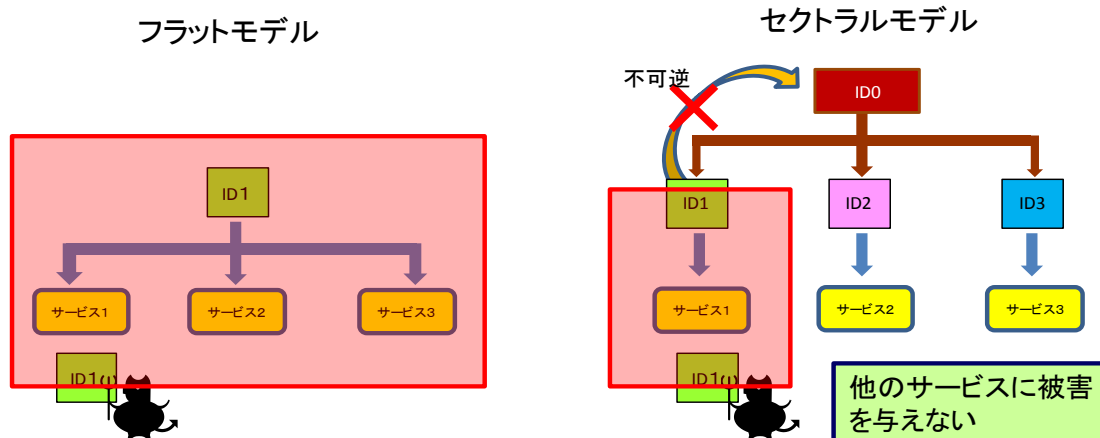 フラットモデル
ID1
サービス1
サービス2
サービス3
ID1
セクトラルモデル
不可逆
ID0
ID1
ID2
ID3
サービス1
サービス2
サービス3
ID1
他のサービスに被害
を与えない